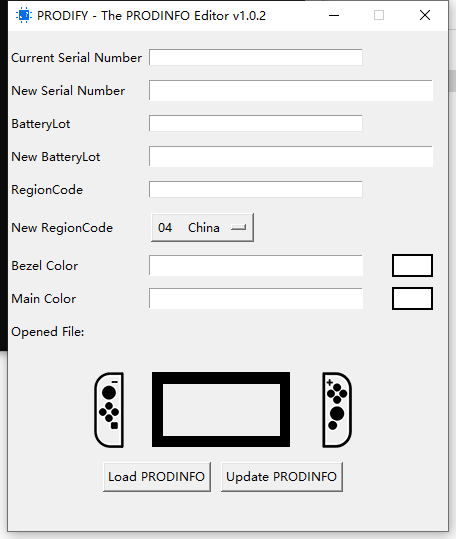 PRODIFY - The PRODINFO Editor v1.0.2
Current Serial Number
New Serial Number
BatteryLot
New BatteryLot
RegionCode
New RegionCode 04 China
Bezel Color
Main Color
Opened File:
Load PRODINFO Update PRODINFO